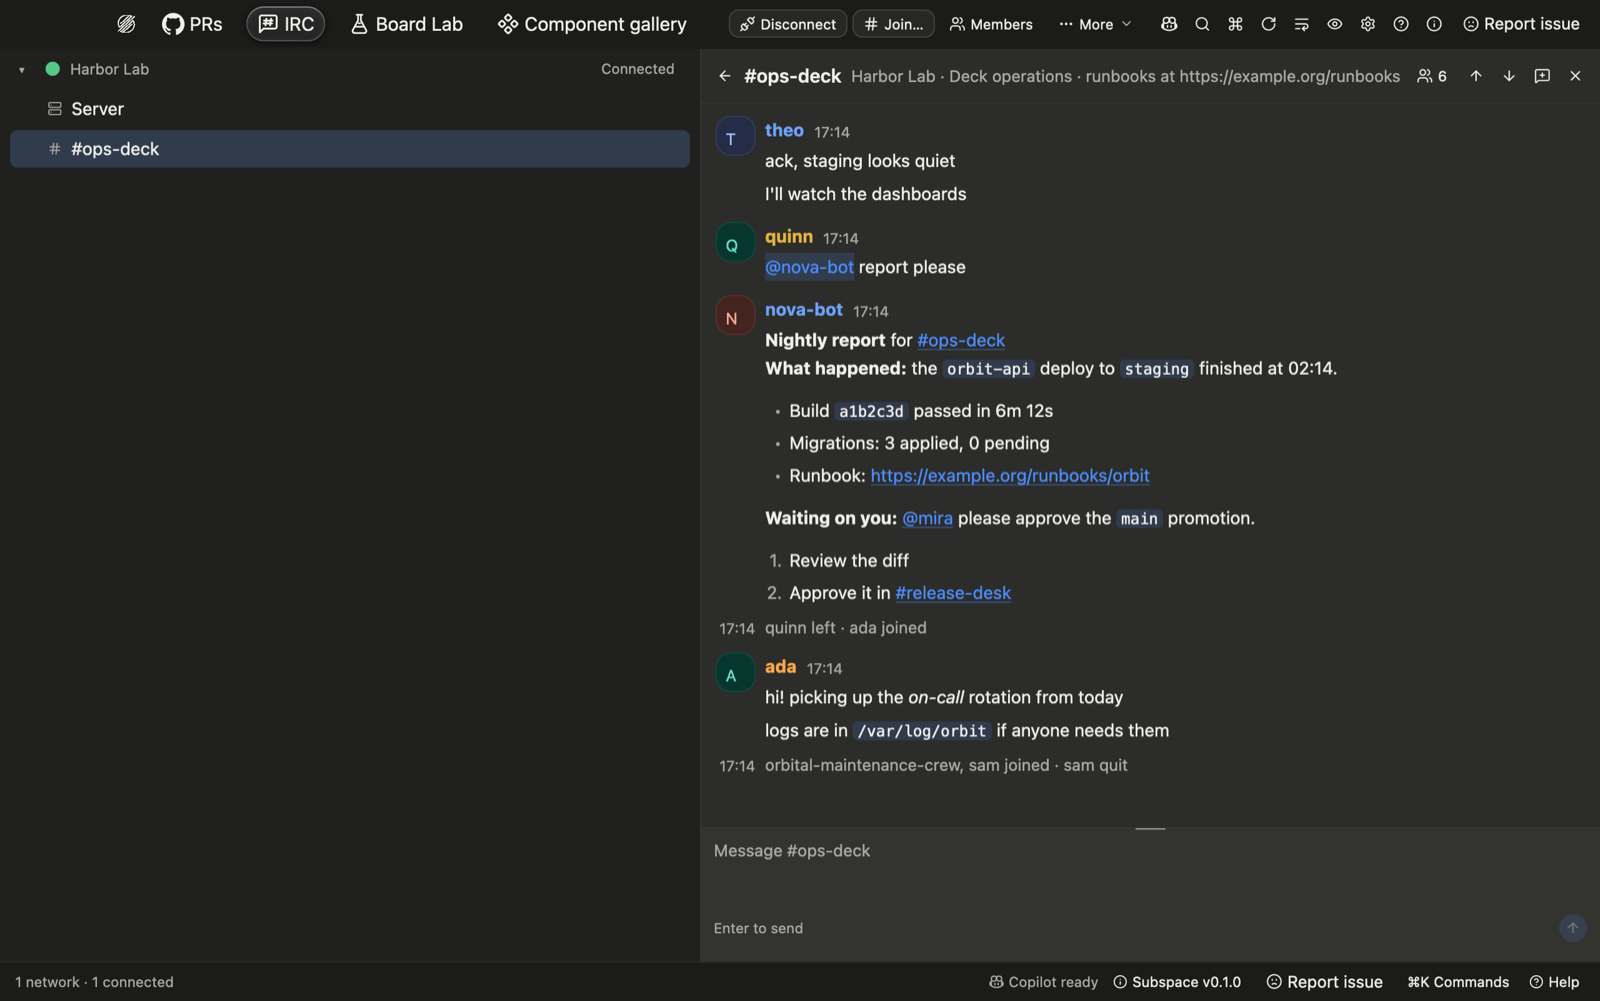 PRs
IRC
Board Lab
Component gallery
Disconnect
Join...
Members
More
Report issue
Harbor Lab
Connected
Server
# #ops-deck
#ops-deck Harbor Lab · Deck operations · runbooks at https://example.org/runbooks
6
T
theo 17:14
ack, staging looks quiet
I'll watch the dashboards
Q
quinn 17:14
@nova-bot report please
N
nova-bot 17:14
Nightly report for #ops-deck
What happened: the orbit-api deploy to staging finished at 02:14.
• Build a1b2c3d passed in 6m 12s
• Migrations: 3 applied, 0 pending
• Runbook: https://example.org/runbooks/orbit
Waiting on you: @mira please approve the main promotion.
1. Review the diff
2. Approve it in #release-desk
17:14 quinn left · ada joined
A
ada 17:14
hi! picking up the on-call rotation from today
logs are in /var/log/orbit if anyone needs them
17:14 orbital-maintenance-crew, sam joined · sam quit
Message #ops-deck
Enter to send
1 network · 1 connected
Copilot ready
Subspace v0.1.0
Report issue
⌘K Commands
Help